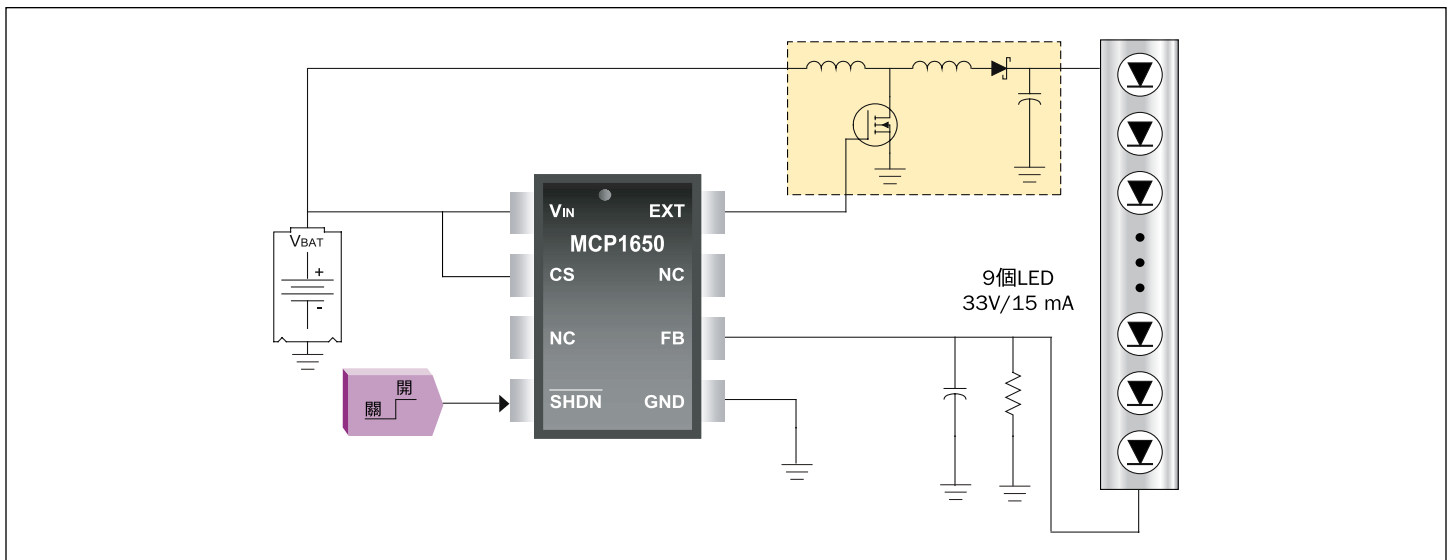 VBAT
+
-
關
開
VIN
EXT
MCP1650
CS
NC
NC
FB
SHDN
GND
9個LED
33V/15 mA